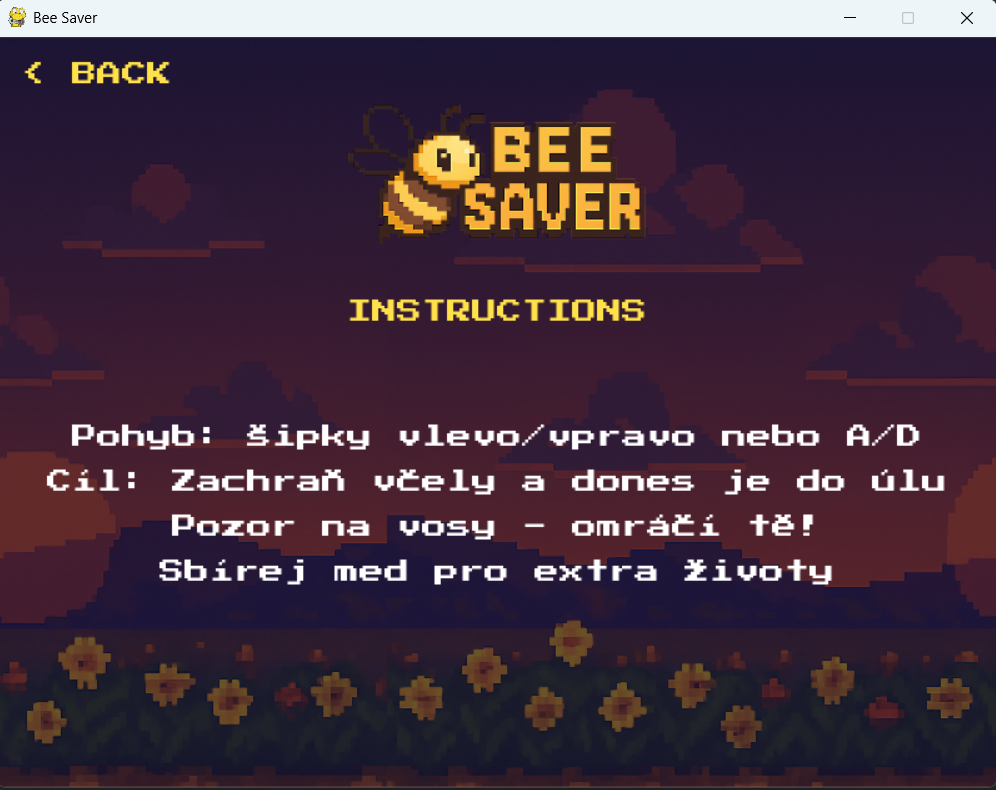 Bee Saver
< BACK
BEE
SAVER
INSTRUCTIONS
Pohyb: šipky vlevo/vpravo nebo A/D
Cíl: Zachraň včely a dones je do úlu
Pozor na vosy - omráčí tě!
Sbírej med pro extra životy